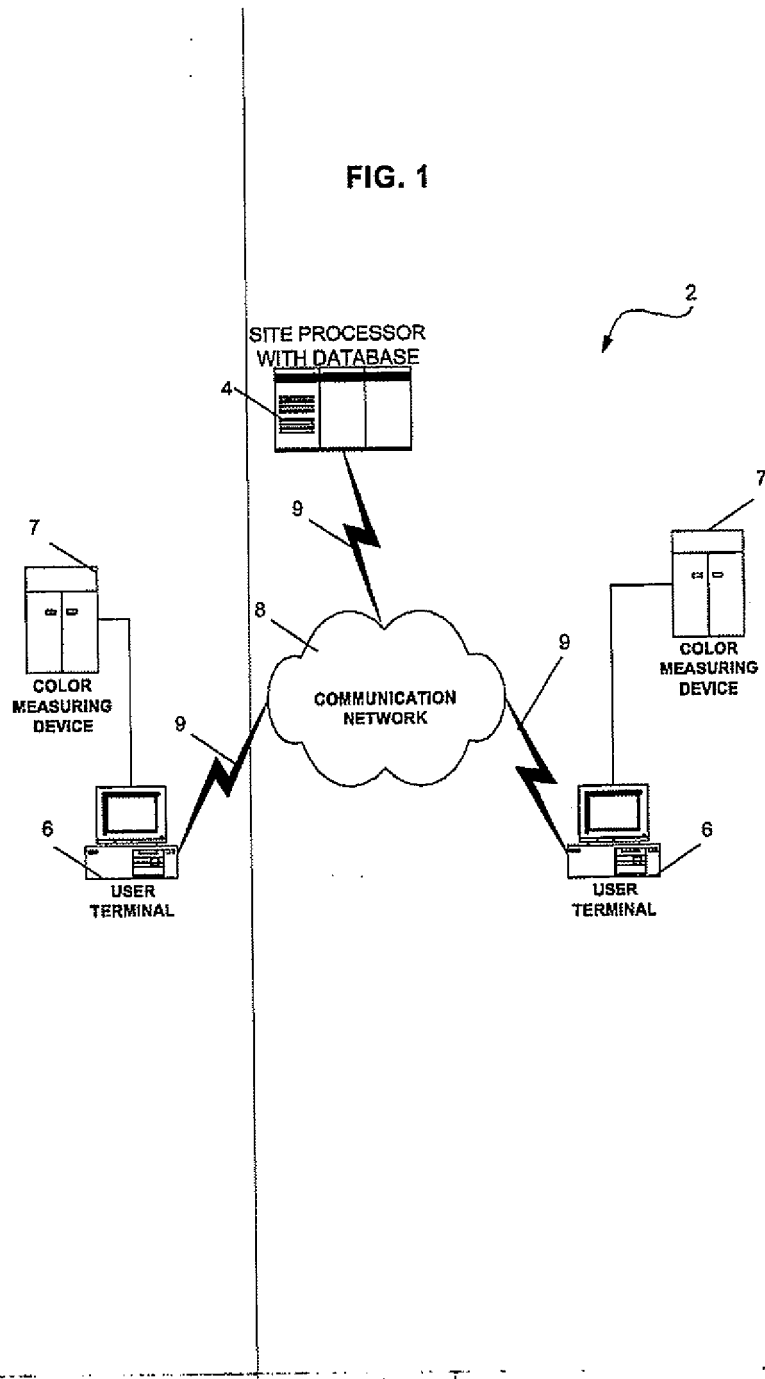 FIG. 1
2
SITE PROCESSOR
WITH DATABASE
4
9
7
7
8
COLOR
MEASURING
DEVICE
COMMUNICATION
NETWORK
9
COLOR
MEASURING
DEVICE
9
6
USER
TERMINAL
6
USER
TERMINAL